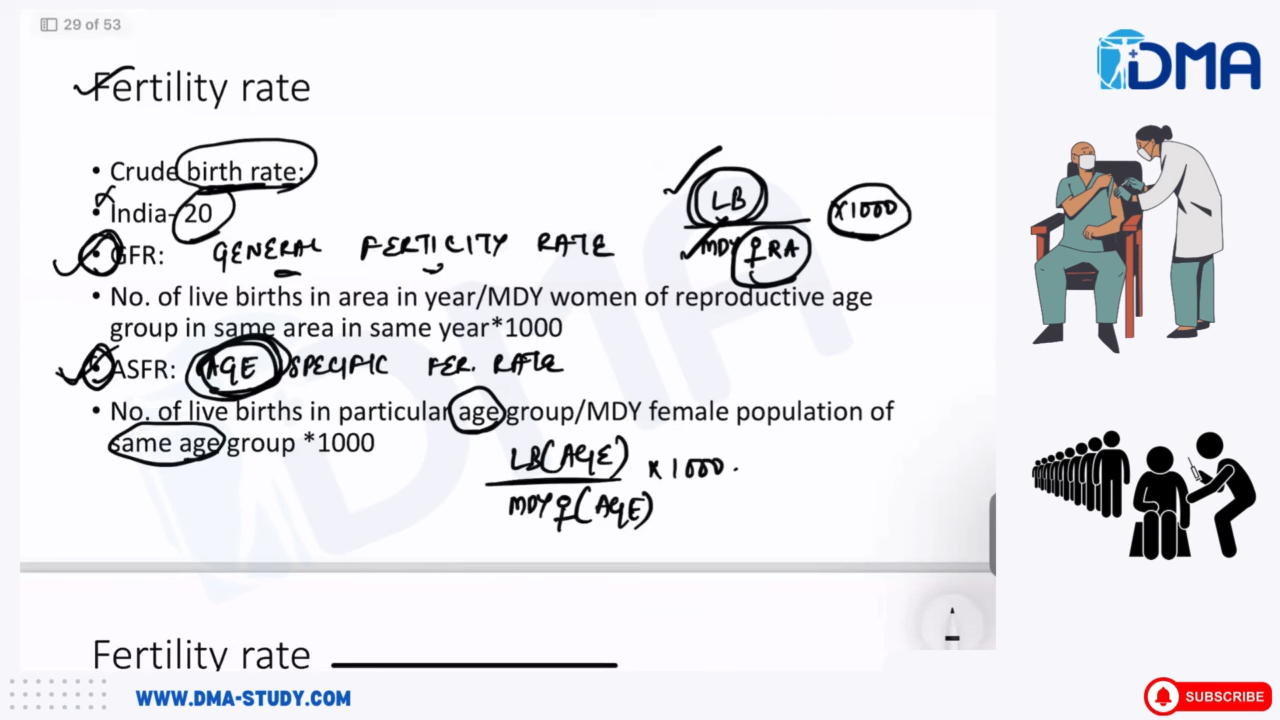 29 of 53
DMA
Fertility rate
• Crude birth rate:
• India- 20
LB
MDY ♀ RA
×1000
• GFR: GENERAL FERTICITY RATE
• No. of live births in area in year/MDY women of reproductive age
group in same area in same year*1000
• ASFR: AGE SPECIFIC FER. RATE
• No. of live births in particular age group/MDY female population of
same age group *1000
LB(AGE)
MDY ♀ (AGE)
× 1000.
Fertility rate
WWW.DMA-STUDY.COM
SUBSCRIBE